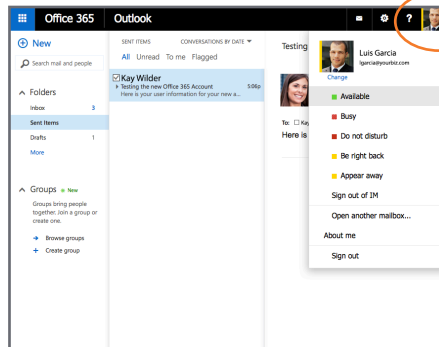 Office 365 Outlook ?
New
Search mail and people
Folders
Inbox 3
Sent Items
Drafts 1
More
Groups New
Groups bring people
together. Join a group or
create one.
Browse groups
Create group
SENT ITEMS CONVERSATIONS BY DATE
All Unread To me Flagged
Kay Wilder
Testing the new Office 365 Account 5:06p
Here is your user information for your new a...
Testing
To: Kay
Here is
Luis Garcia
lgarcia@yourbiz.com
Change
Available
Busy
Do not disturb
Be right back
Appear away
Sign out of IM
Open another mailbox...
About me
Sign out